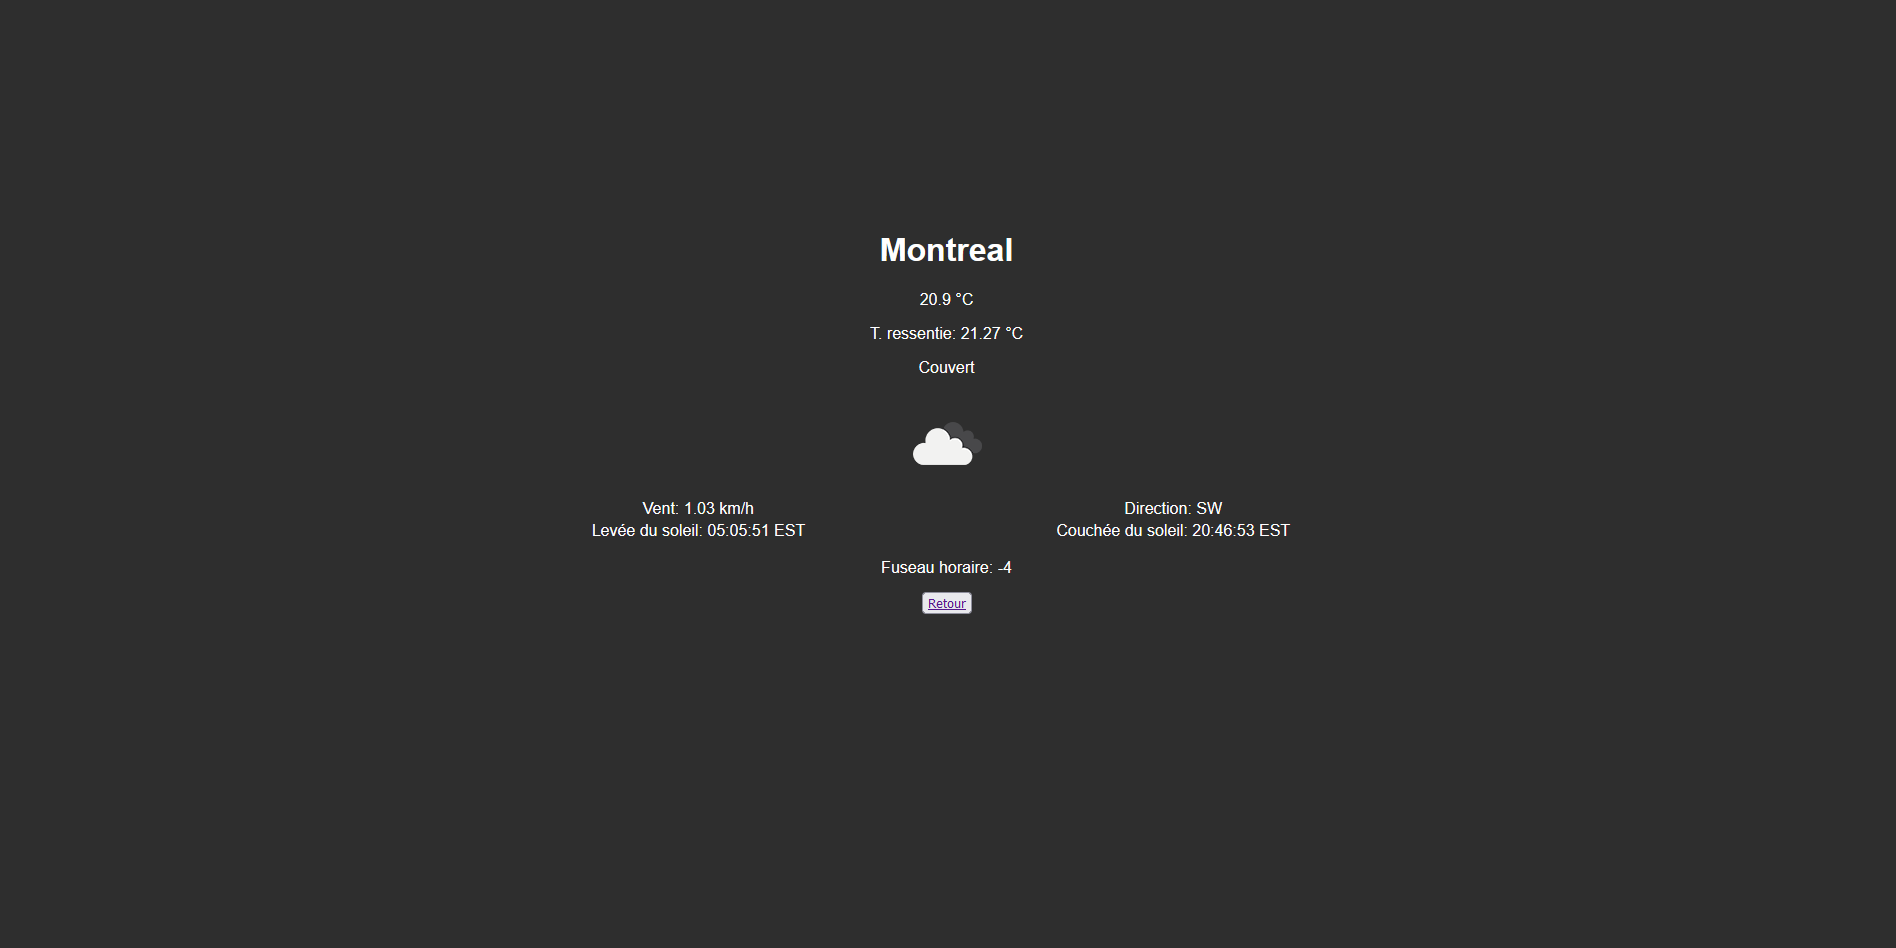 Montreal
20.9 °C
T. ressentie: 21.27 °C
Couvert
Vent: 1.03 km/h
Direction: SW
Levée du soleil: 05:05:51 EST
Couchée du soleil: 20:46:53 EST
Fuseau horaire: -4
Retour